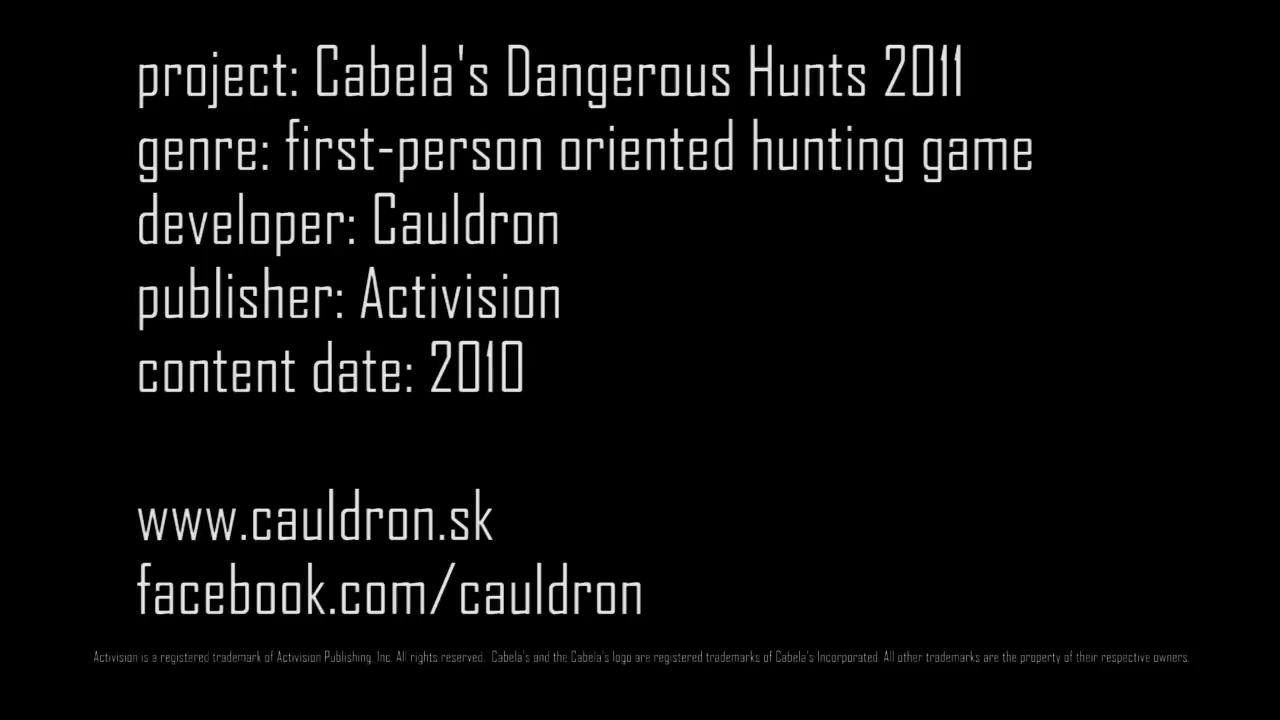 project: Cabela's Dangerous Hunts 2011
genre: first-person oriented hunting game
developer: Cauldron
publisher: Activision
content date: 2010
www.cauldron.sk
facebook.com/cauldron
Activision is a registered trademark of Activision Publishing, Inc. All rights reserved. Cabela's and the Cabela's logo are registered trademarks of Cabela's Incorporated. All other trademarks are the property of their respective owners.